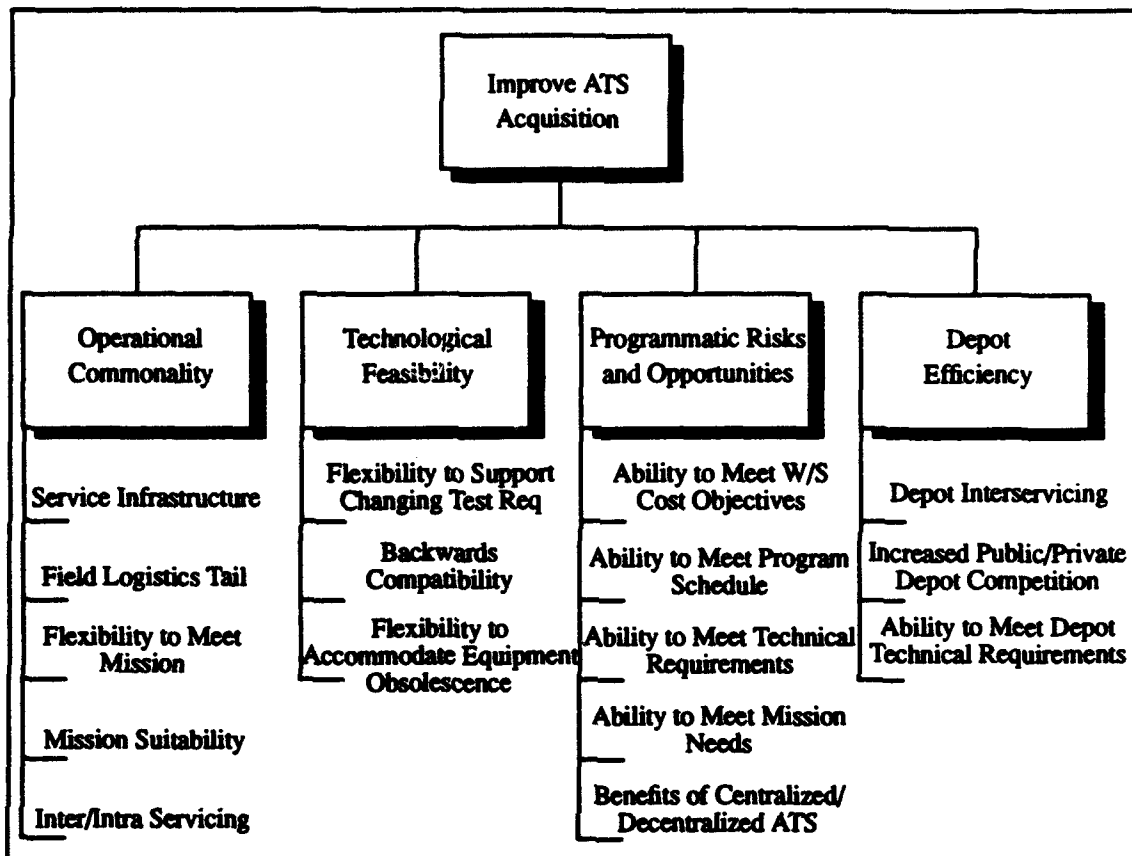 Improve ATS
Acquisition
Operational
Commonality
Service Infrastructure
Field Logistics Tail
Flexibility to Meet
Mission
Mission Suitability
Inter/Intra Servicing
Technological
Feasibility
Flexibility to Support
Changing Test Req
Backwards
Compatibility
Flexibility to
Accommodate Equipment
Obsolescence
Programmatic Risks
and Opportunities
Ability to Meet W/S
Cost Objectives
Ability to Meet Program
Schedule
Ability to Meet Technical
Requirements
Ability to Meet Mission
Needs
Benefits of Centralized/
Decentralized ATS
Depot
Efficiency
Depot Interservicing
Increased Public/Private
Depot Competition
Ability to Meet Depot
Technical Requirements